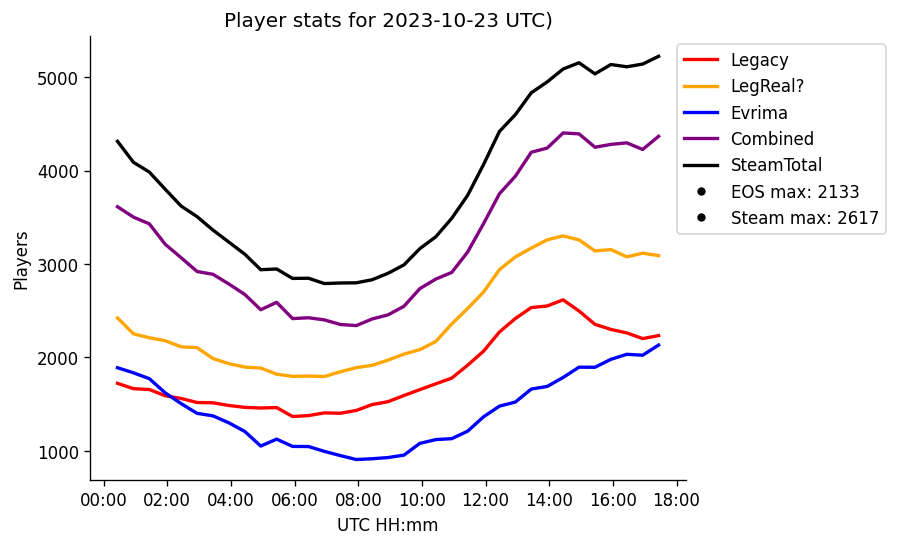 Player stats for 2023-10-23 UTC)
Legacy
LegReal?
Evrima
Combined
SteamTotal
EOS max: 2133
Steam max: 2617
Players
5000
4000
3000
2000
1000
00:00 02:00 04:00 06:00 08:00 10:00 12:00 14:00 16:00 18:00
UTC HH:mm